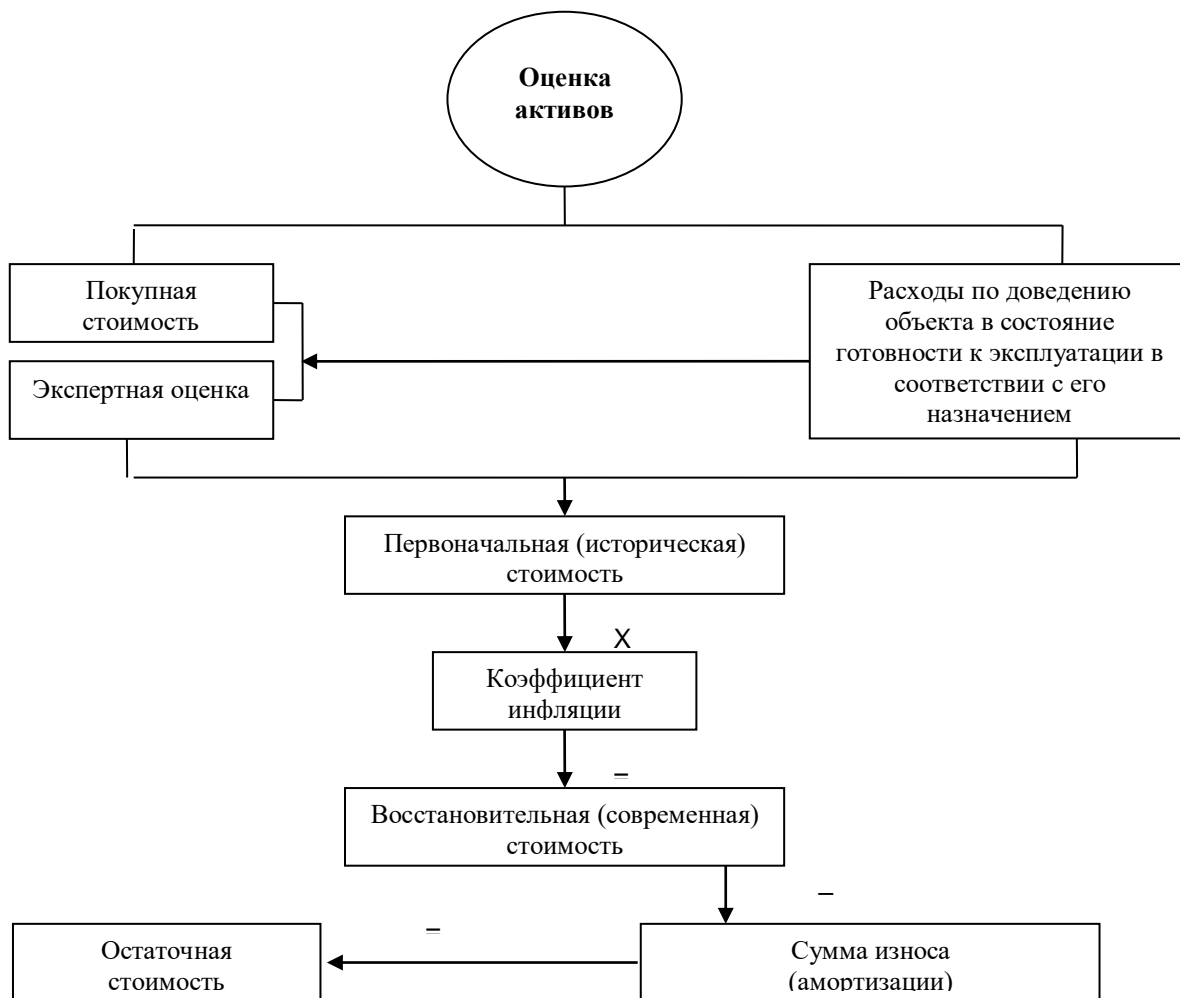 Оценка
активов
Покупная
стоимость
Экспертная оценка
Расходы по доведению
объекта в состояние
готовности к эксплуатации в
соответствии с его
назначением
Первоначальная (историческая)
стоимость
X
Коэффициент
инфляции
=
Восстановительная (современная)
стоимость
–
Сумма износа
(амортизации)
=
Остаточная
стоимость